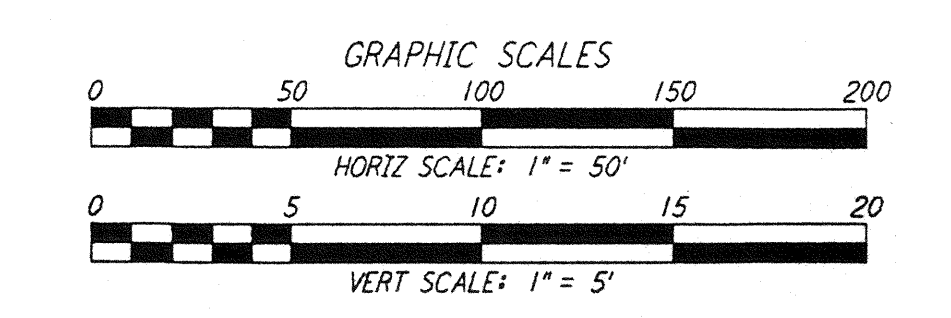 GRAPHIC SCALES
0 50 100 150 200
HORIZ SCALE: 1" = 50'
0 5 10 15 20
VERT SCALE: 1" = 5'